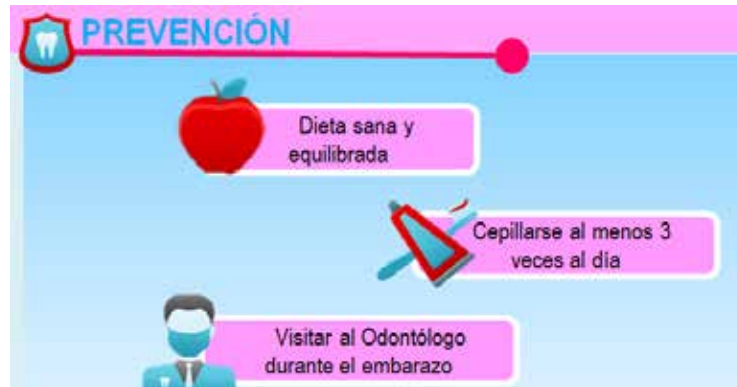 PREVENCIÓN
Dieta sana y
equilibrada
Cepillarse al menos 3
veces al día
Visitar al Odontólogo
durante el embarazo